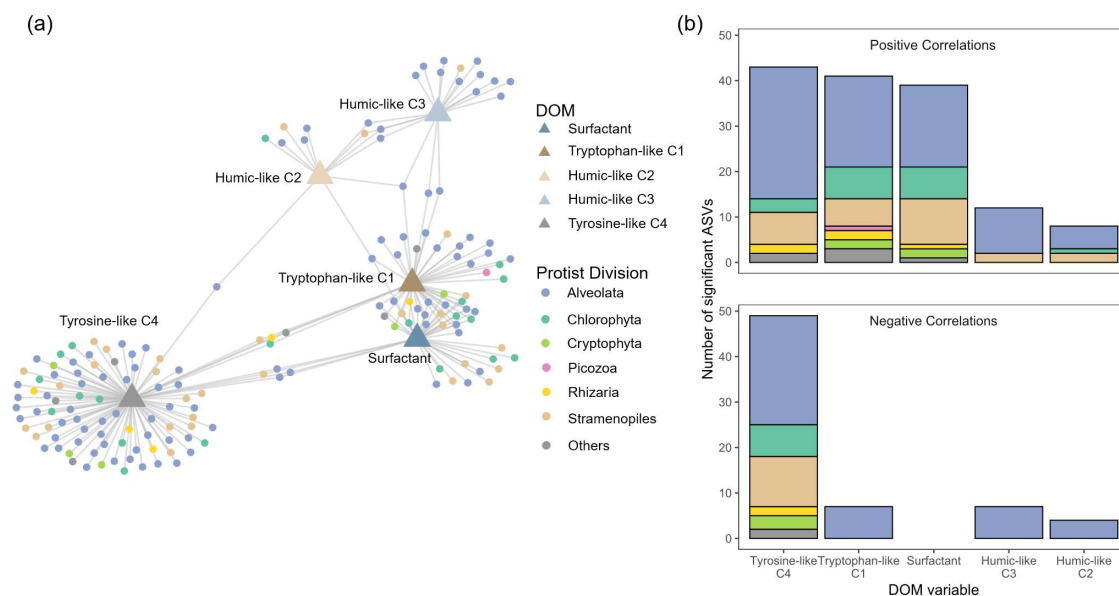 (a)
Humic-like C3
Humic-like C2
Tryptophan-like C1
Tyrosine-like C4
Surfactant
DOM
Surfactant
Tryptophan-like C1
Humic-like C2
Humic-like C3
Tyrosine-like C4
Protist Division
Alveolata
Chlorophyta
Cryptophyta
Picozoa
Rhizaria
Stramenopiles
Others
(b)
Number of significant ASVs
Positive Correlations
50
40
30
20
10
0
Negative Correlations
50
40
30
20
10
0
Tyrosine-like Tryptophan-like Surfactant Humic-like Humic-like
C4 C1 C3 C2
DOM variable